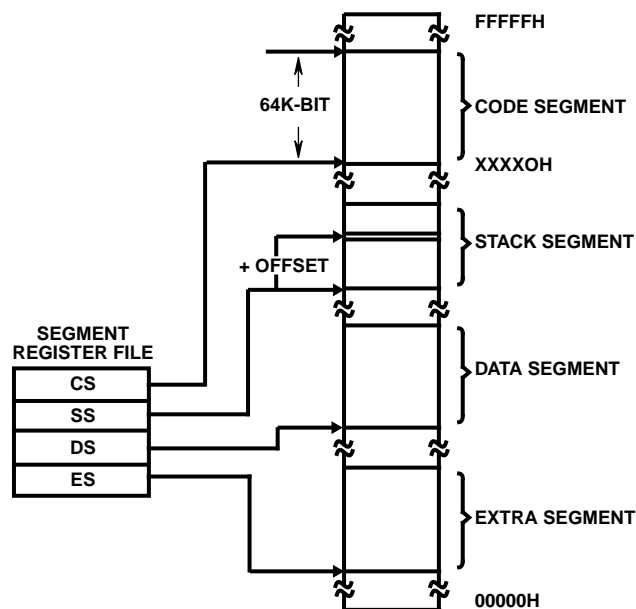 FFFFFH
64K-BIT
CODE SEGMENT
XXXXOH
STACK SEGMENT
+ OFFSET
SEGMENT
REGISTER FILE
CS
SS
DS
ES
DATA SEGMENT
EXTRA SEGMENT
00000H